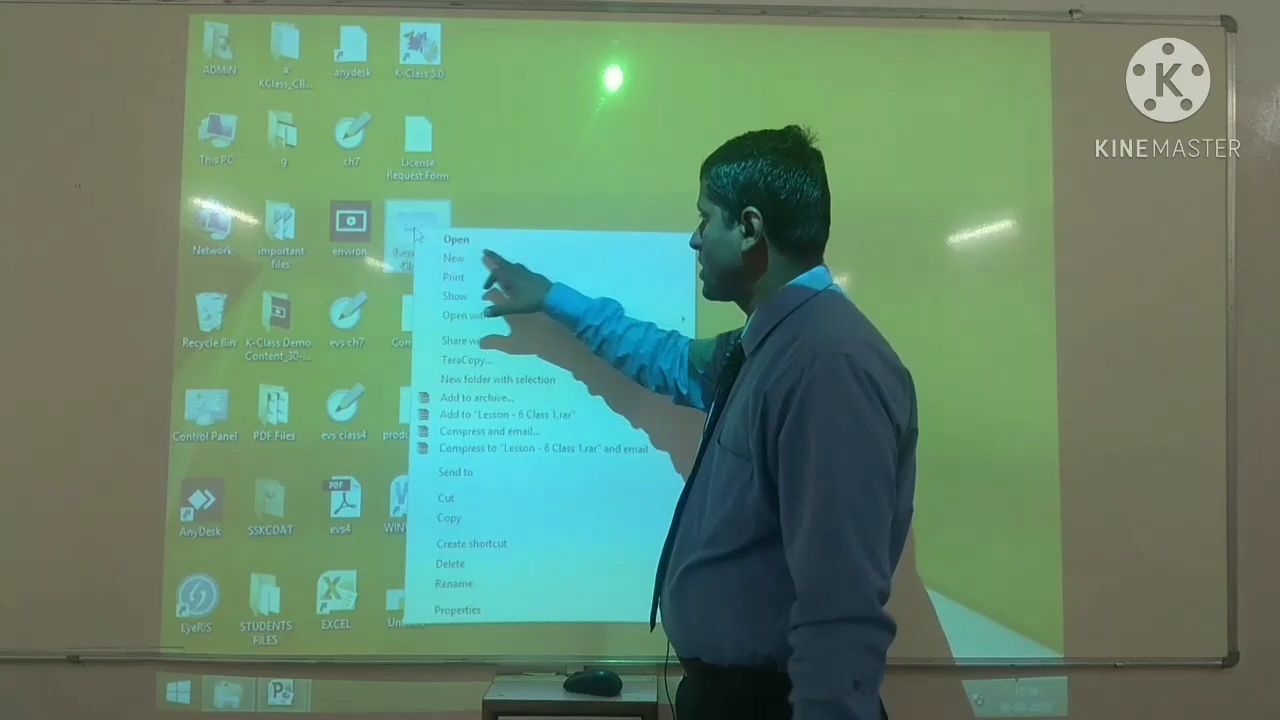 ADMiN
#
KClass_CB...
anydesk
K-Class 5.0
This PC
9
ch7
License
Request Form
Network
important
files
environ
Recycle Bin
K-Class Demo
Content_30-...
evs ch7
Control Panel
PDF Files
evs class4
AnyDesk
SSKCDAT
PDF
evs4
EyeRIS
STUDENTS
FILES
EXCEL
Open
New
Print
Show
Open
TeraCopy...
New folder with selection
Add to archive...
Add to "Lesson - 6 Class 1.rar"
Compress and email...
Compress to "Lesson - 6 Class 1.rar" and email
Send to
Cut
Copy
Create shortcut
Delete
Rename
Properties
K
KINEMASTER